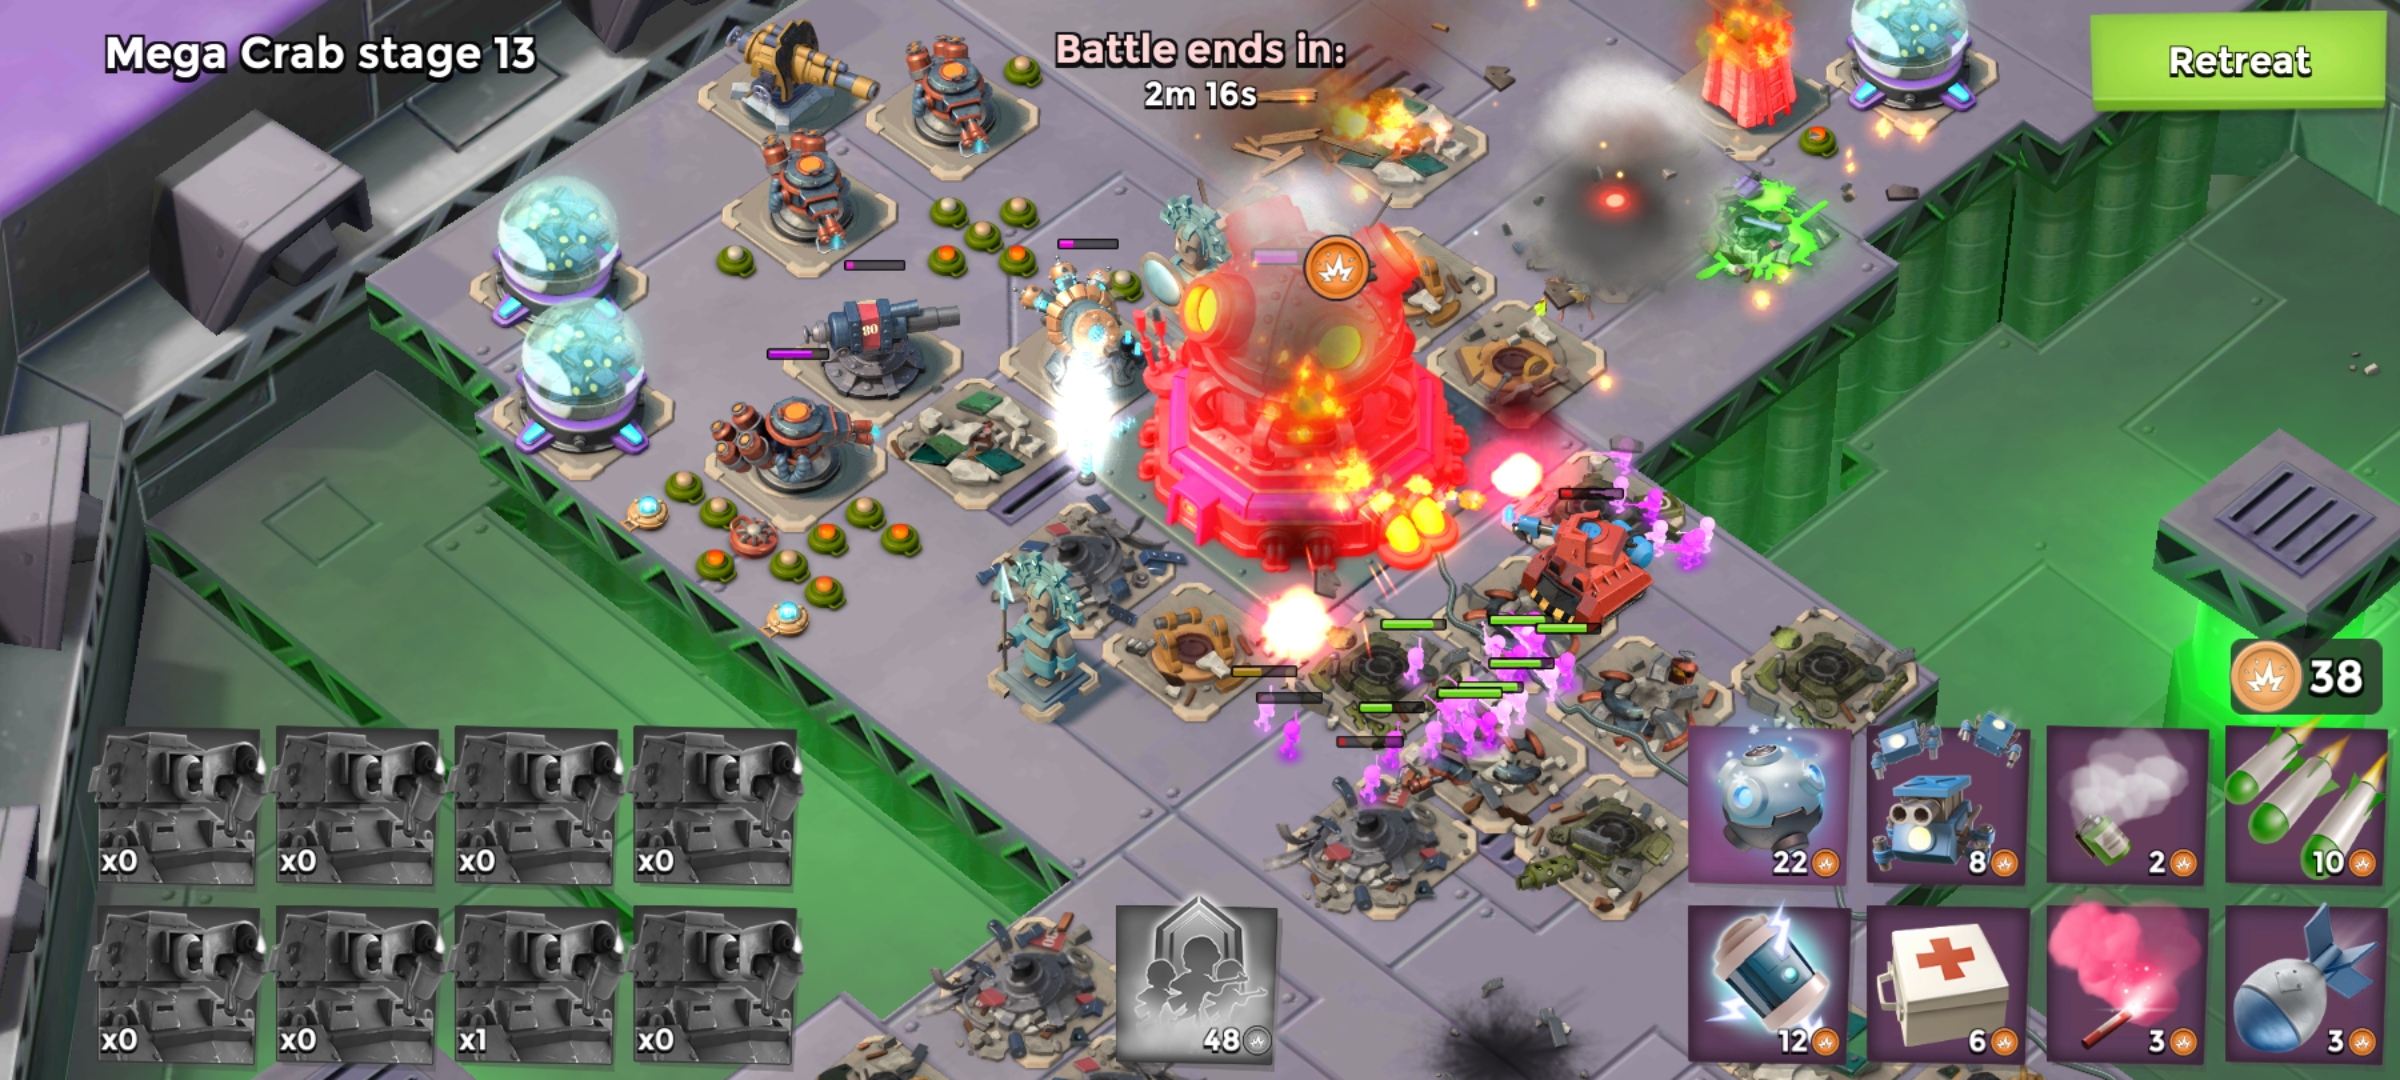 Mega Crab stage 13
Battle ends in:
2m 16s
Retreat
80
38
x0
x0
x0
x0
22
8
2
10
x0
x0
x1
x0
48
12
6
3
3